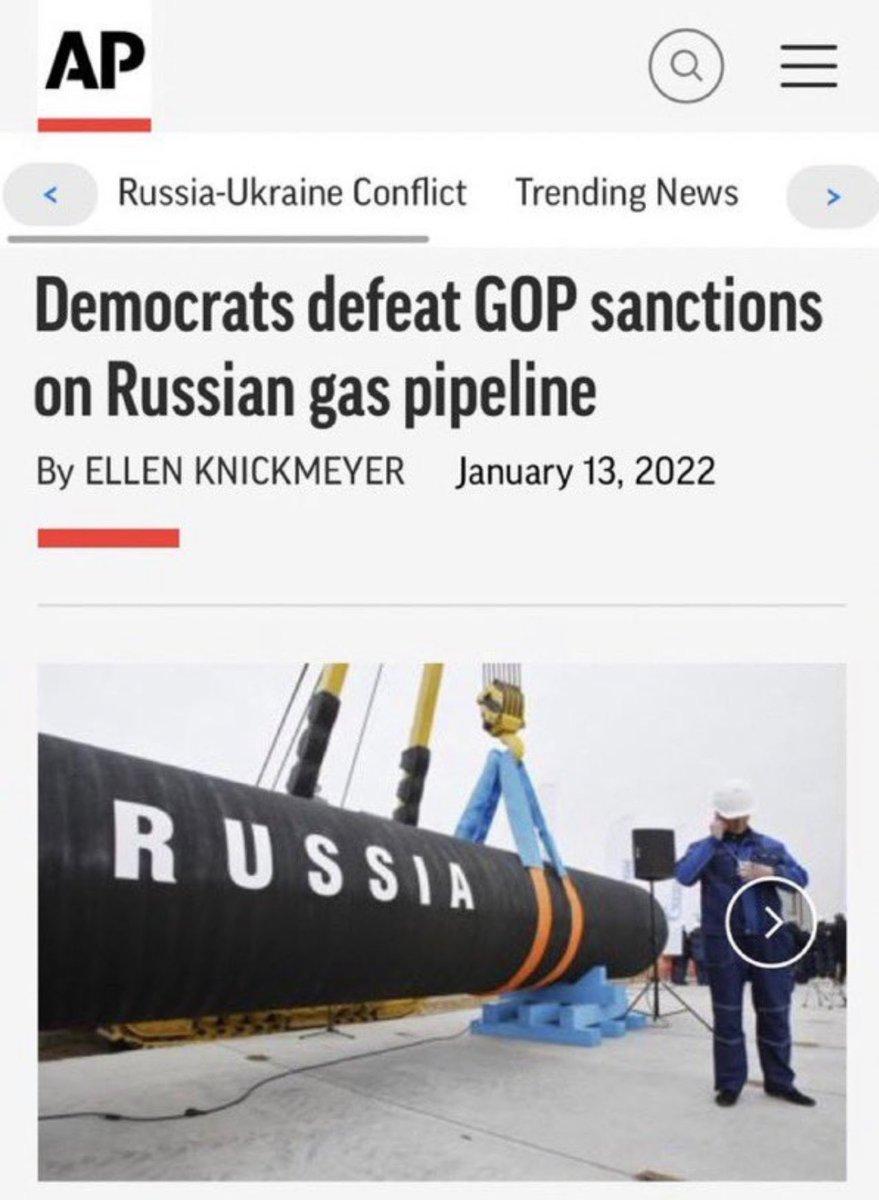 AP
Russia-Ukraine Conflict Trending News
Democrats defeat GOP sanctions
on Russian gas pipeline
By ELLEN KNICKMEYER January 13, 2022
RUSSIA